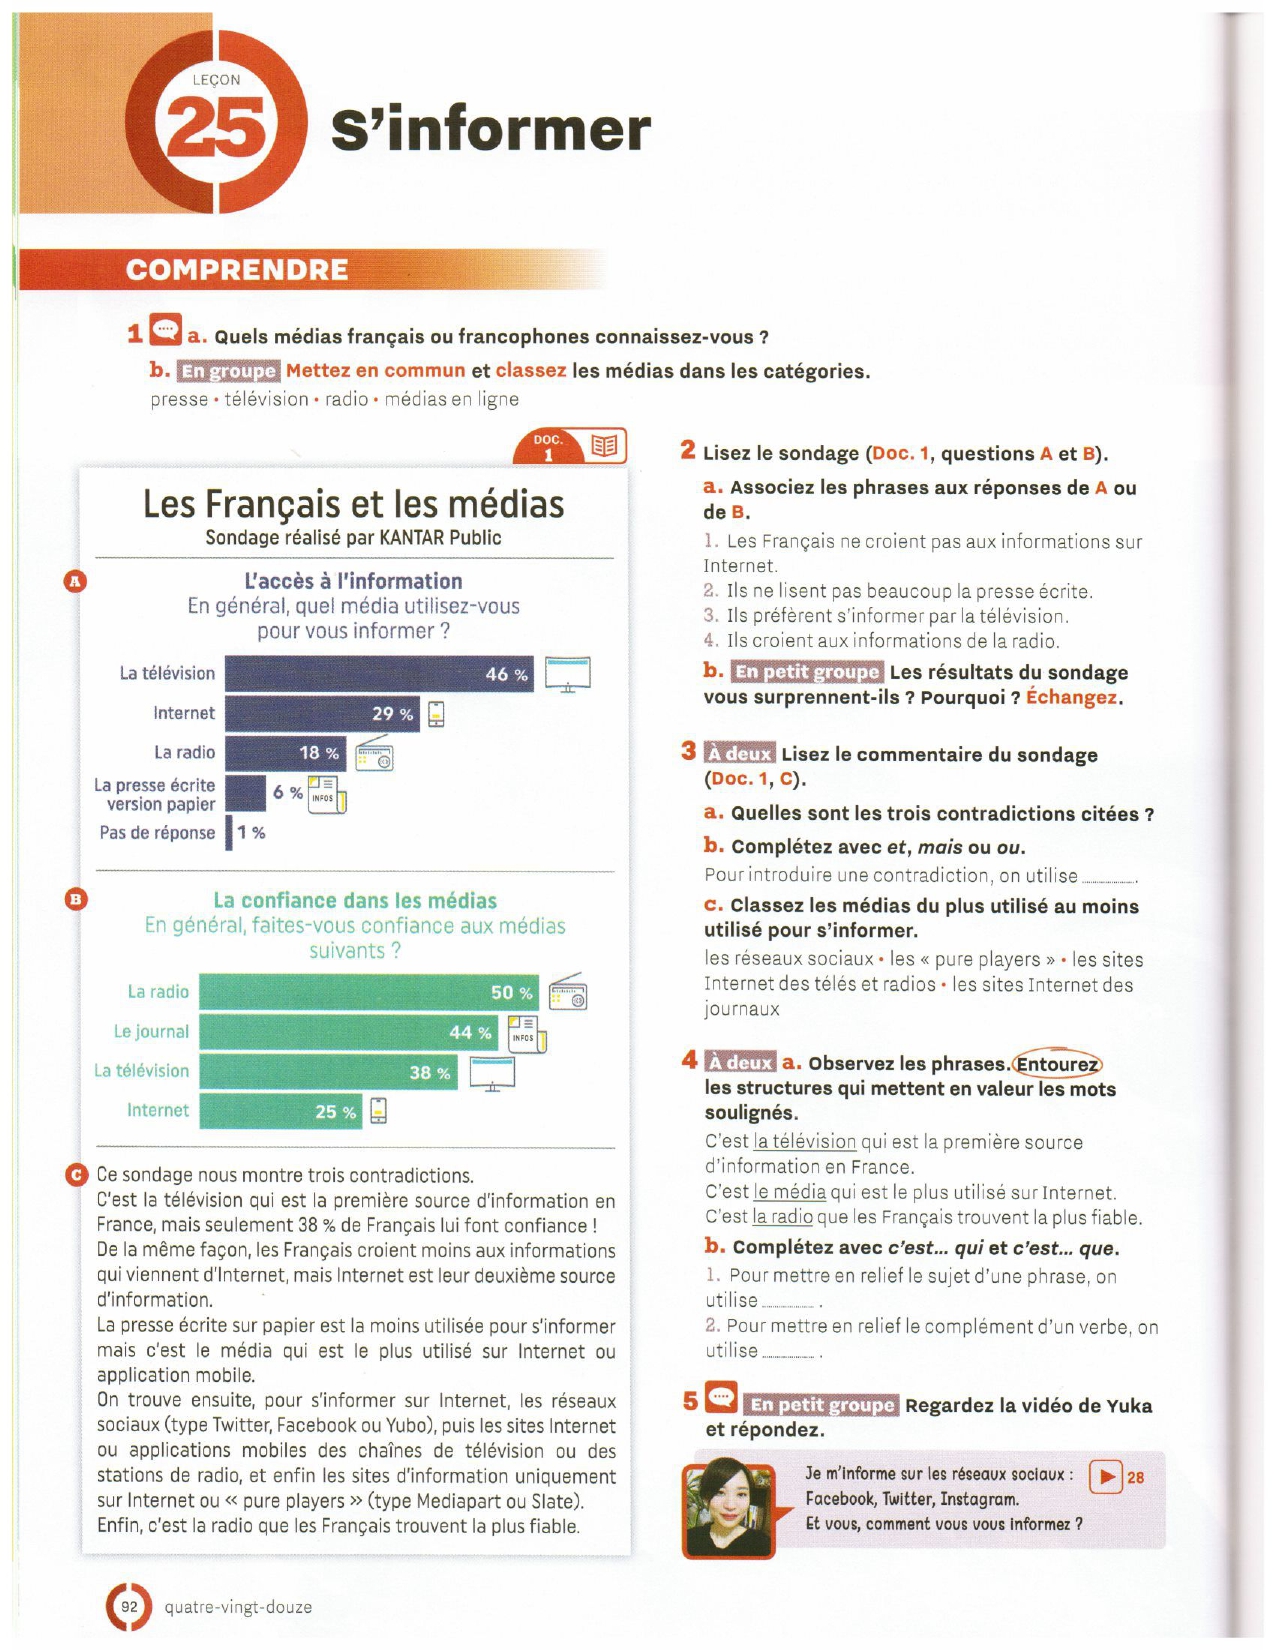 LEÇON
25
s'informer
COMPRENDRE
1 a. Quels médias français ou francophones connaissez-vous ?
b. En groupe Mettez en commun et classez les médias dans les catégories.
presse • télévision • radio • médias en ligne
DOC.
1
Les Français et les médias
Sondage réalisé par KANTAR Public
A
L'accès à l'information
En général, quel média utilisez-vous
pour vous informer ?
La télévision 46 %
Internet 29 %
La radio 18 %
La presse écrite
version papier 6 % INFOS
Pas de réponse 1 %
B
La confiance dans les médias
En général, faites-vous confiance aux médias
suivants ?
La radio 50 %
Le journal 44 % INFOS
La télévision 38 %
Internet 25 %
C Ce sondage nous montre trois contradictions.
C'est la télévision qui est la première source d'information en
France, mais seulement 38 % de Français lui font confiance !
De la même façon, les Français croient moins aux informations
qui viennent d'Internet, mais Internet est leur deuxième source
d'information.
La presse écrite sur papier est la moins utilisée pour s'informer
mais c'est le média qui est le plus utilisé sur Internet ou
application mobile.
On trouve ensuite, pour s'informer sur Internet, les réseaux
sociaux (type Twitter, Facebook ou Yubo), puis les sites Internet
ou applications mobiles des chaînes de télévision ou des
stations de radio, et enfin les sites d'information uniquement
sur Internet ou « pure players » (type Mediapart ou Slate).
Enfin, c'est la radio que les Français trouvent la plus fiable.
2 Lisez le sondage (Doc. 1, questions A et B).
a. Associez les phrases aux réponses de A ou
de B.
1. Les Français ne croient pas aux informations sur
Internet.
2. Ils ne lisent pas beaucoup la presse écrite.
3. Ils préfèrent s'informer par la télévision.
4. Ils croient aux informations de la radio.
b. En petit groupe Les résultats du sondage
vous surprennent-ils ? Pourquoi ? Échangez.
3 À deux Lisez le commentaire du sondage
(Doc. 1, C).
a. Quelles sont les trois contradictions citées ?
b. Complétez avec et, mais ou ou.
Pour introduire une contradiction, on utilise ............... .
c. Classez les médias du plus utilisé au moins
utilisé pour s'informer.
les réseaux sociaux • les « pure players » • les sites
Internet des télés et radios • les sites Internet des
journaux
4 À deux a. Observez les phrases. Entourez
les structures qui mettent en valeur les mots
soulignés.
C'est la télévision qui est la première source
d'information en France.
C'est le média qui est le plus utilisé sur Internet.
C'est la radio que les Français trouvent la plus fiable.
b. Complétez avec c'est... qui et c'est... que.
1. Pour mettre en relief le sujet d'une phrase, on
utilise ............... .
2. Pour mettre en relief le complément d'un verbe, on
utilise ............... .
5 En petit groupe Regardez la vidéo de Yuka
et répondez.
Je m'informe sur les réseaux sociaux : 28
Facebook, Twitter, Instagram.
Et vous, comment vous vous informez ?
92 quatre-vingt-douze